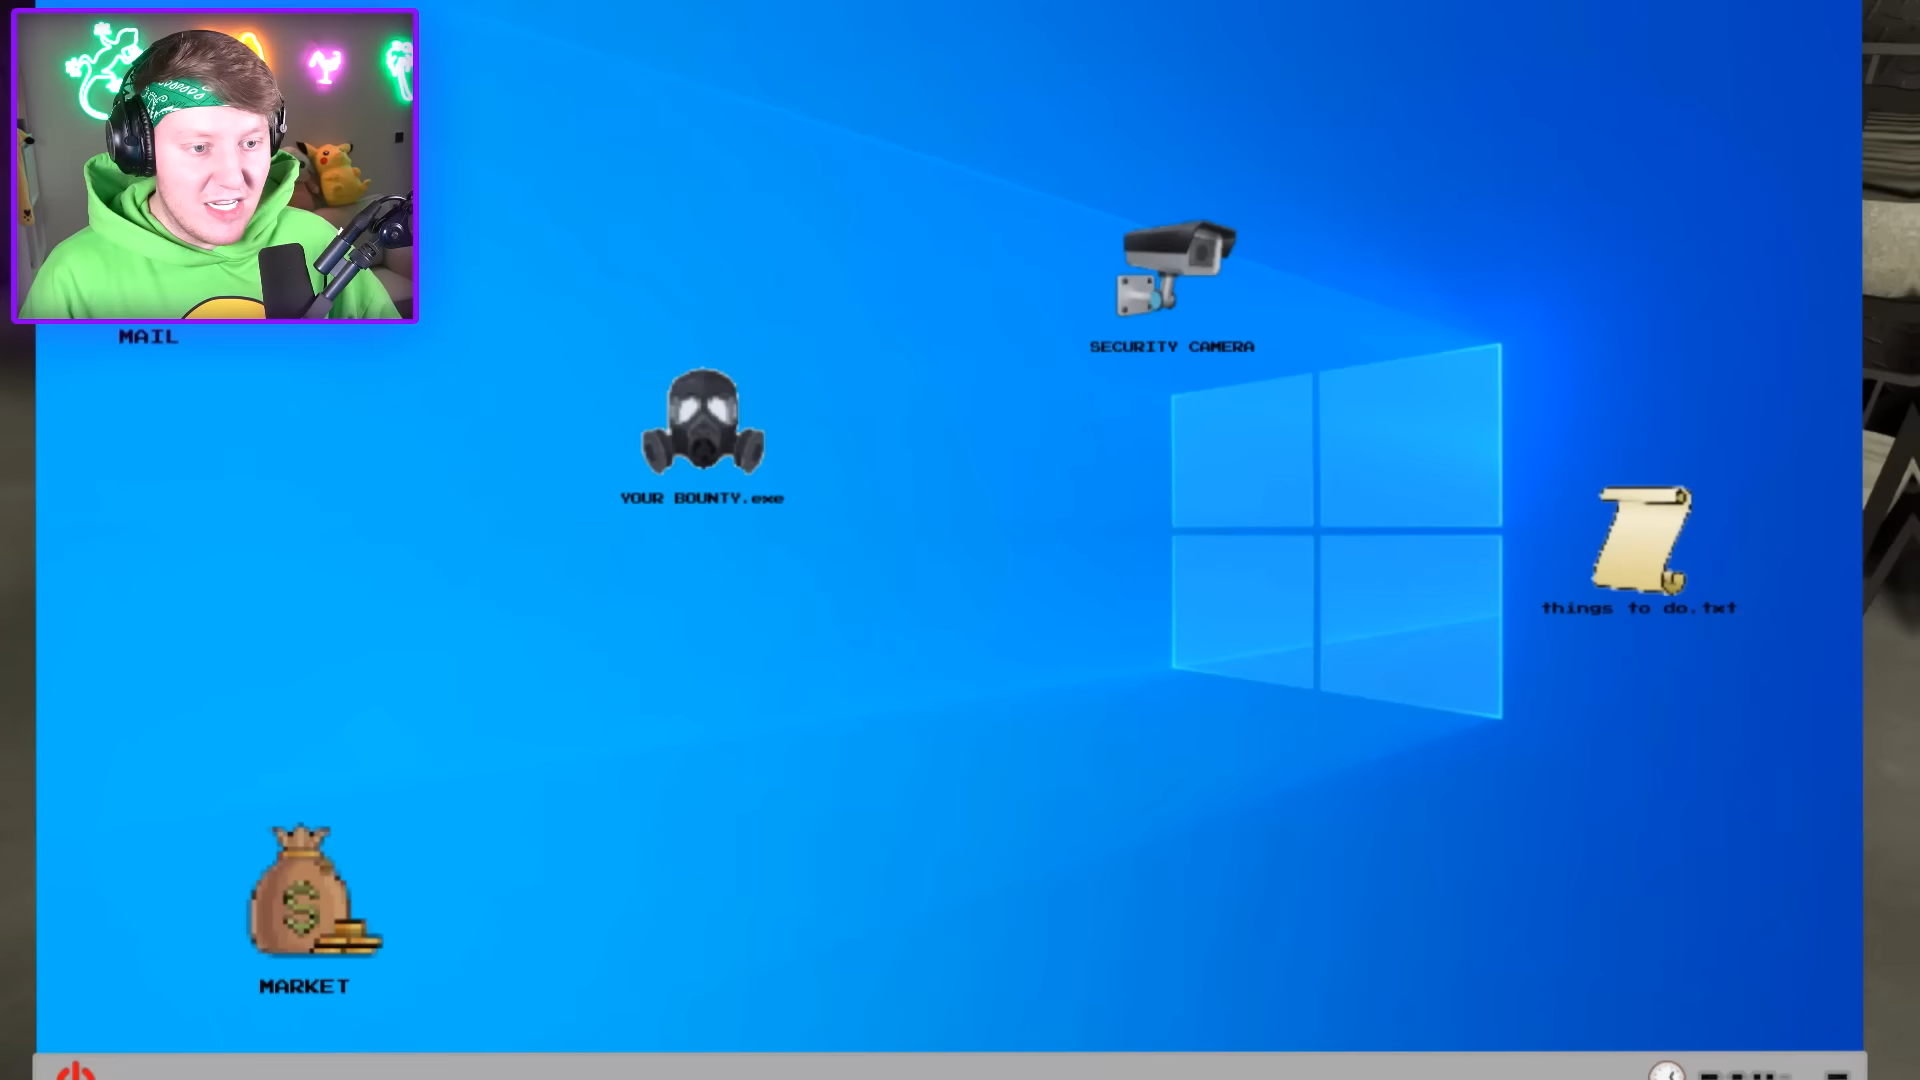 MAIL
SECURITY CAMERA
YOUR BOUNTY.exe
things to do.txt
$
MARKET